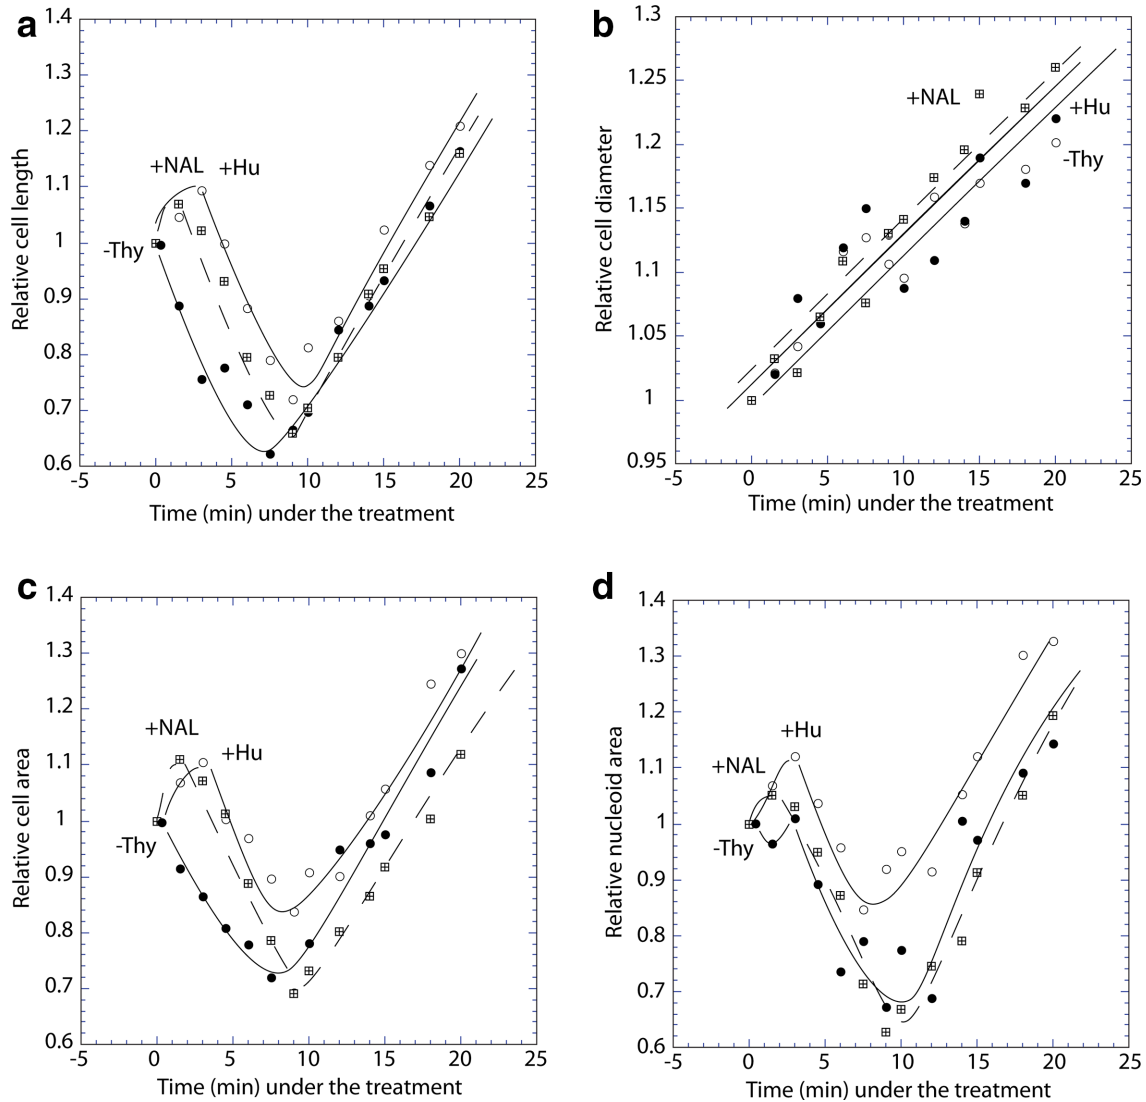 a
1.4
1.3
1.2
1.1
1
0.9
0.8
0.7
0.6
-5 0 5 10 15 20 25
Relative cell length
Time (min) under the treatment
+NAL +Hu
-Thy
b
1.3
1.25
1.2
1.15
1.1
1.05
1
0.95
-5 0 5 10 15 20 25
Relative cell diameter
Time (min) under the treatment
+NAL
+Hu
-Thy
c
1.4
1.3
1.2
1.1
1
0.9
0.8
0.7
0.6
-5 0 5 10 15 20 25
Relative cell area
Time (min) under the treatment
+NAL
+Hu
-Thy
d
1.4
1.3
1.2
1.1
1
0.9
0.8
0.7
0.6
-5 0 5 10 15 20 25
Relative nucleoid area
Time (min) under the treatment
+Hu
+NAL
-Thy